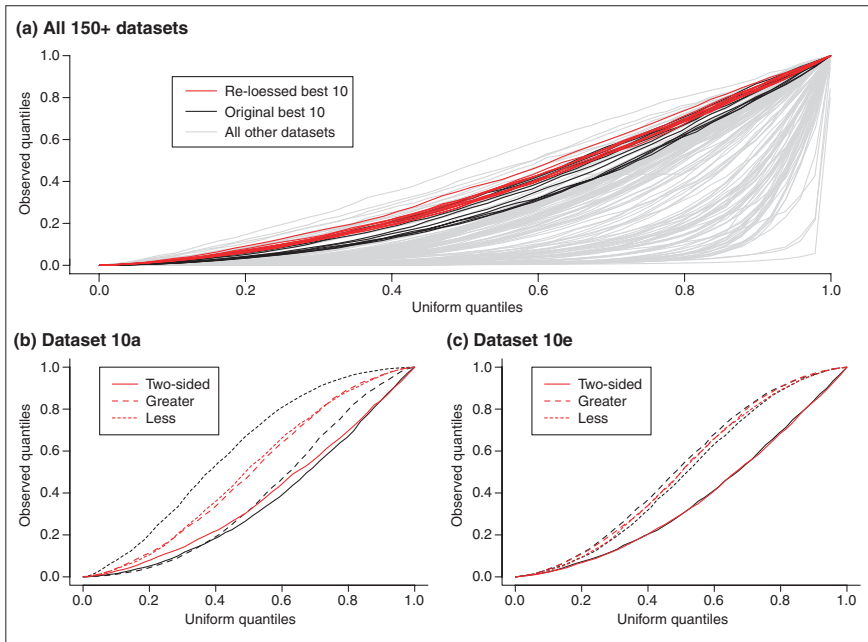 (a) All 150+ datasets
Observed quantiles
1.0
0.8
0.6
0.4
0.2
0.0
Re-loessed best 10
Original best 10
All other datasets
0.0 0.2 0.4 0.6 0.8 1.0
Uniform quantiles
(b) Dataset 10a
Observed quantiles
1.0
0.8
0.6
0.4
0.2
0.0
Two-sided
Greater
Less
0.0 0.2 0.4 0.6 0.8 1.0
Uniform quantiles
(c) Dataset 10e
Observed quantiles
1.0
0.8
0.6
0.4
0.2
0.0
Two-sided
Greater
Less
0.0 0.2 0.4 0.6 0.8 1.0
Uniform quantiles